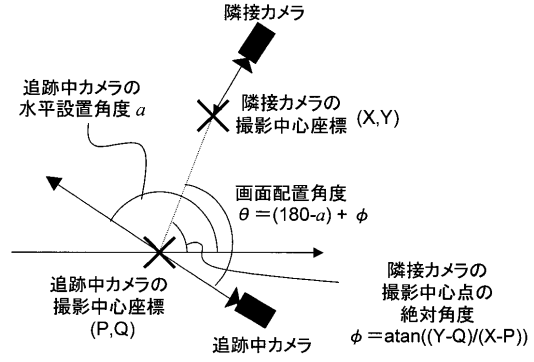 隣接カメラ
追跡中カメラの
水平設置角度 a
隣接カメラの
撮影中心座標 (X,Y)
画面配置角度
θ＝(180-a)＋φ
追跡中カメラの
撮影中心座標
(P,Q)
追跡中カメラ
隣接カメラの
撮影中心点の
絶対角度
φ＝atan((Y-Q)/(X-P))